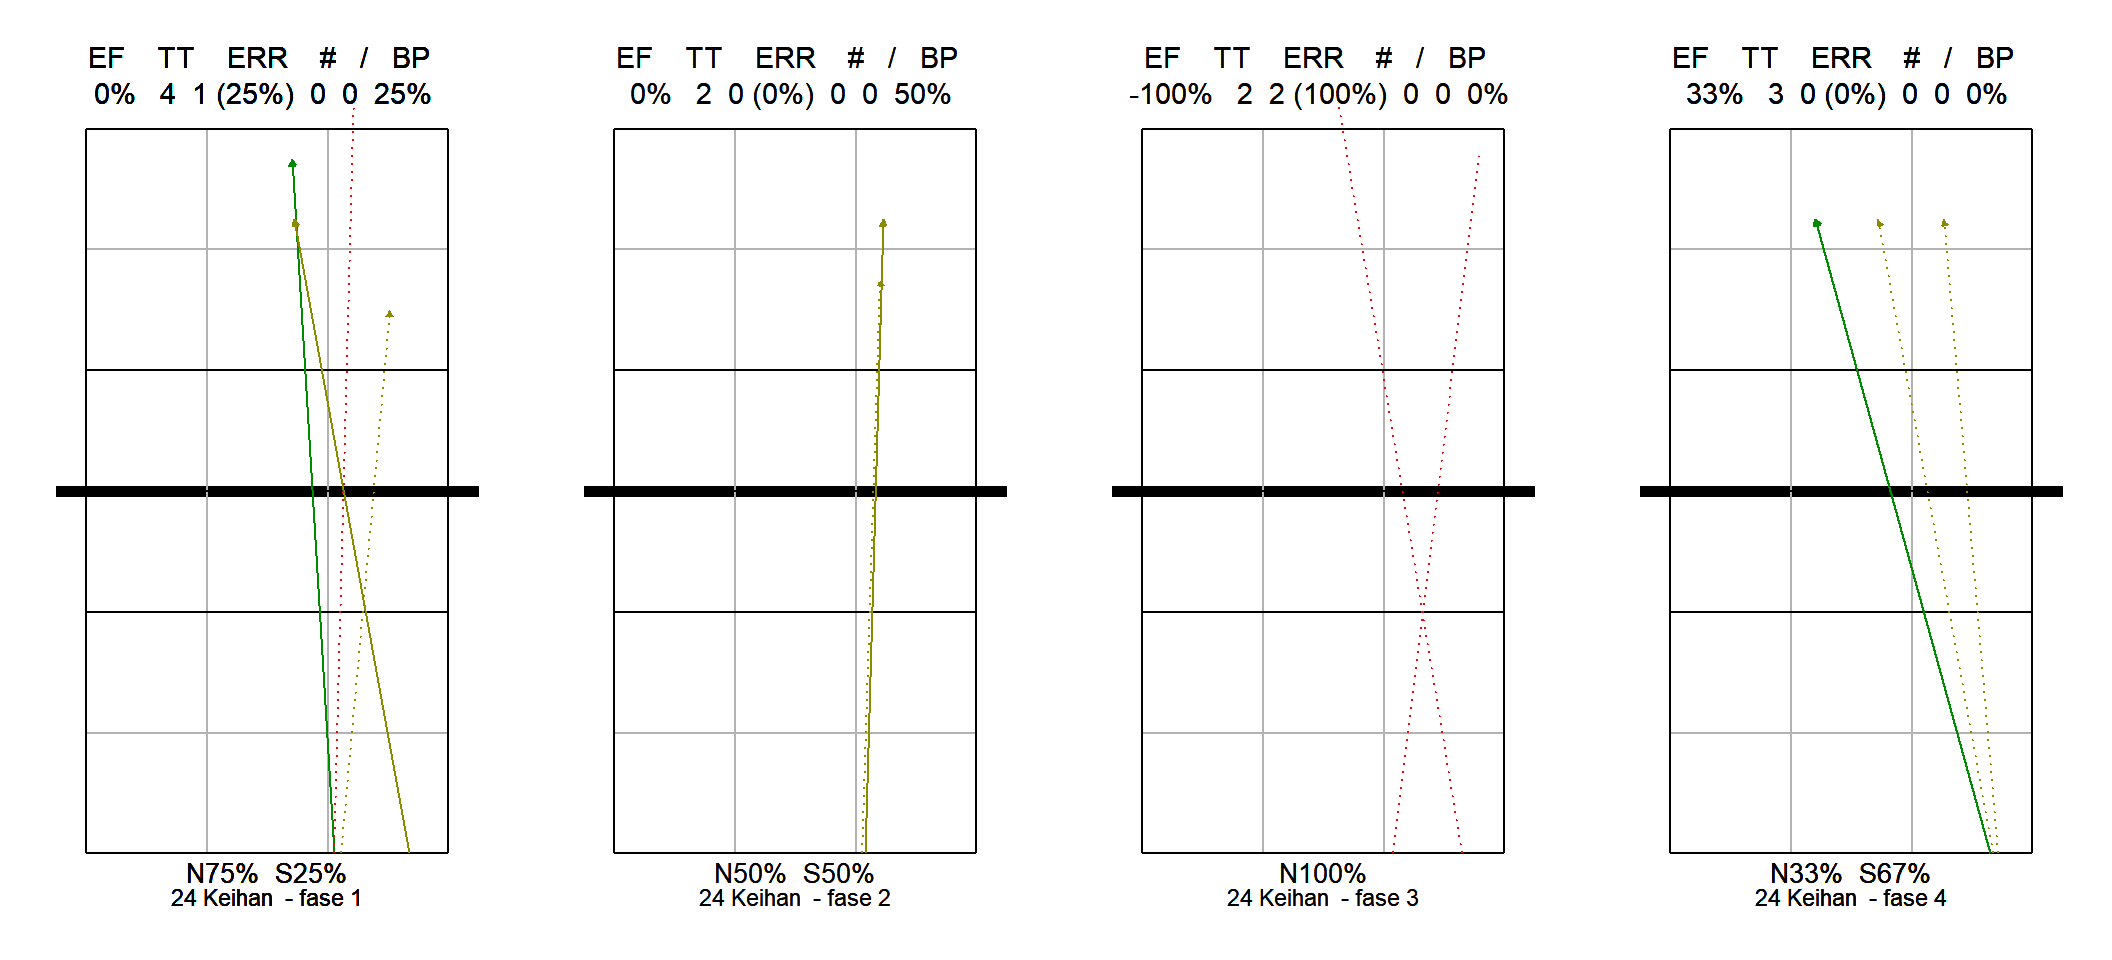 EF TT ERR # / BP
0% 4 1 (25%) 0 0 25%
N75% S25%
24 Keihan - fase 1
EF TT ERR # / BP
0% 2 0 (0%) 0 0 50%
N50% S50%
24 Keihan - fase 2
EF TT ERR # / BP
-100% 2 2 (100%) 0 0 0%
N100%
24 Keihan - fase 3
EF TT ERR # / BP
33% 3 0 (0%) 0 0 0%
N33% S67%
24 Keihan - fase 4